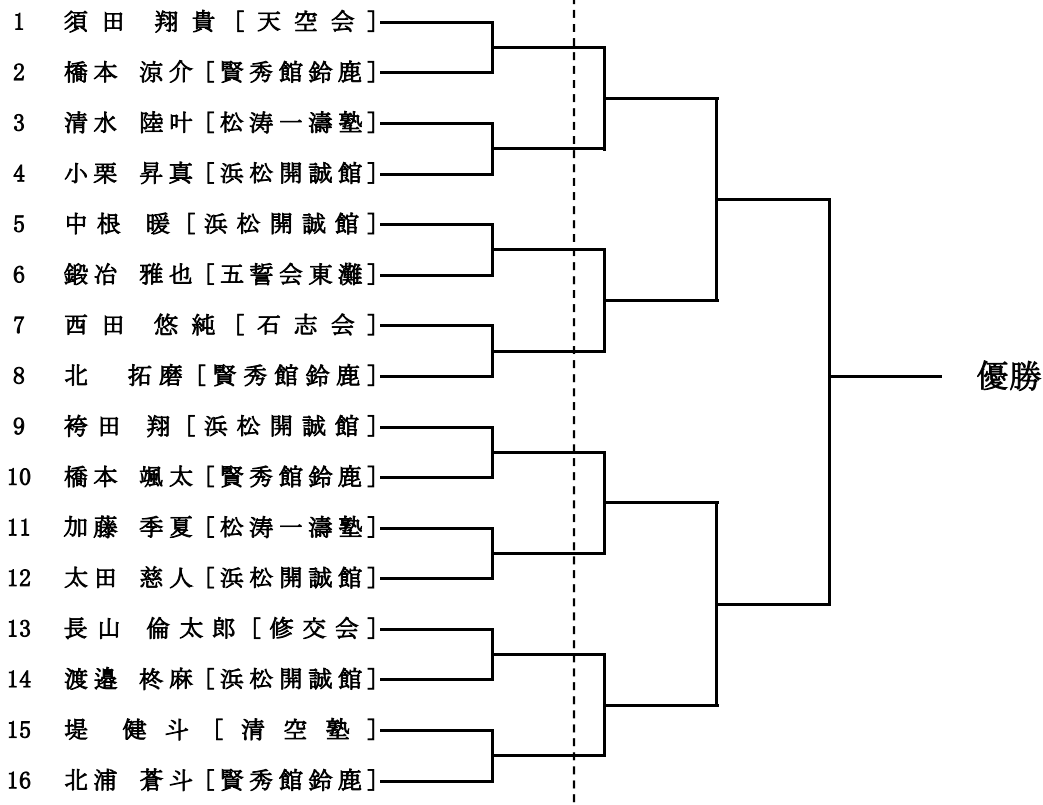 1 須田 翔貴 [天空会]
2 橋本 涼介 [賢秀館鈴鹿]
3 清水 陸叶 [松涛一濤塾]
4 小栗 昇真 [浜松開誠館]
5 中根 暖 [浜松開誠館]
6 鍛冶 雅也 [五誓会東灘]
7 西田 悠純 [石志会]
8 北 拓磨 [賢秀館鈴鹿]
優勝
9 袴田 翔 [浜松開誠館]
10 橋本 颯太 [賢秀館鈴鹿]
11 加藤 季夏 [松涛一濤塾]
12 太田 慈人 [浜松開誠館]
13 長山 倫太郎 [修交会]
14 渡邉 柊麻 [浜松開誠館]
15 堤 健斗 [清空塾]
16 北浦 蒼斗 [賢秀館鈴鹿]